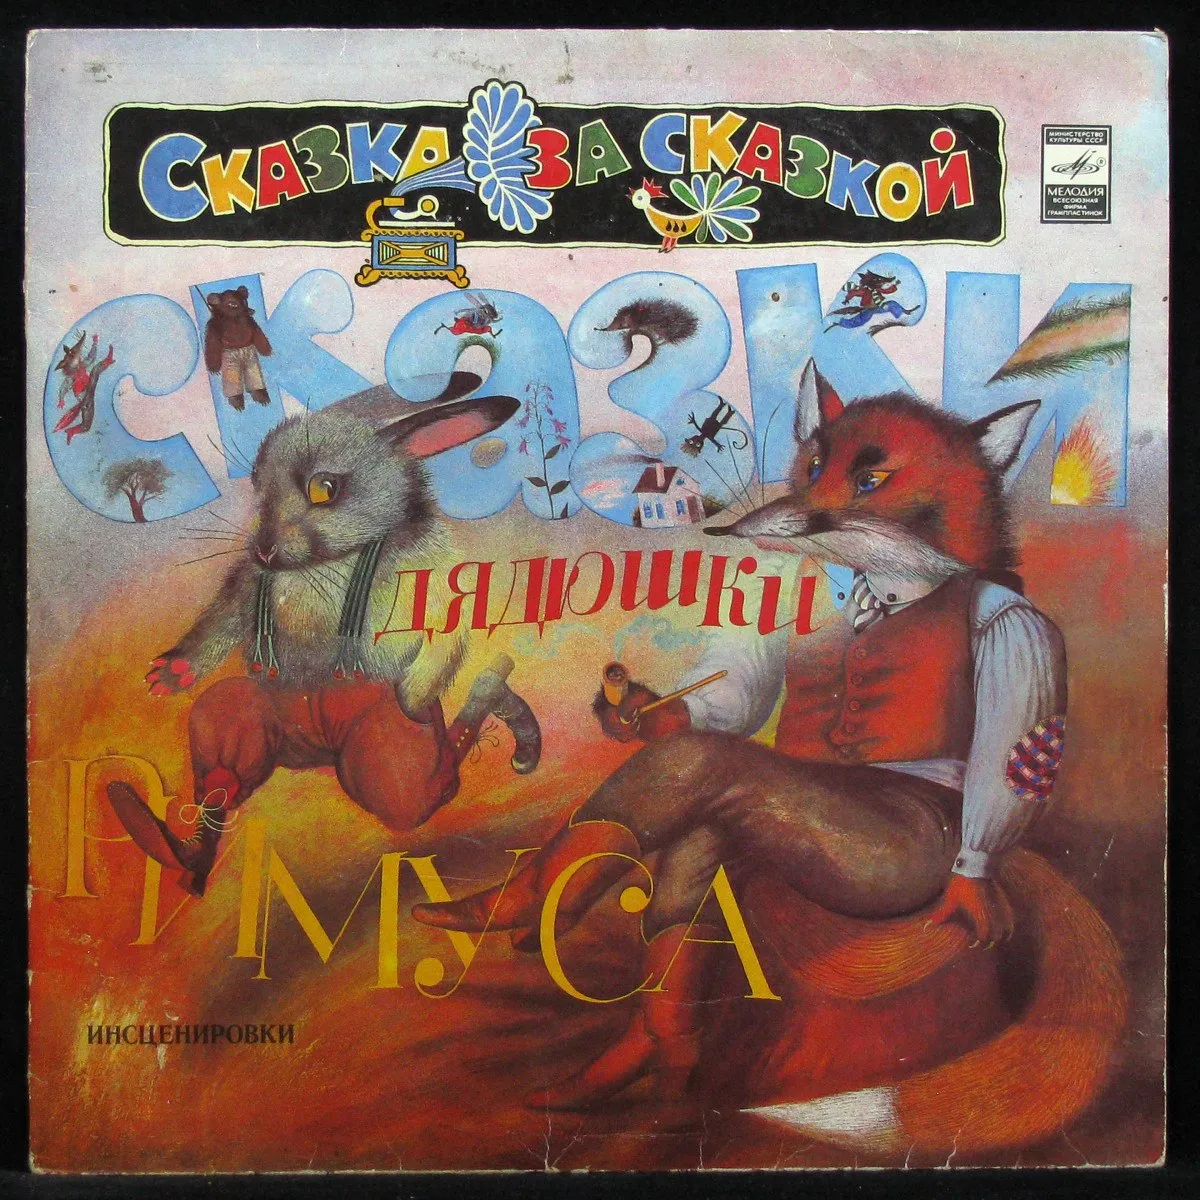 СКАЗКА ЗА СКАЗКОЙ
МИНИСТЕРСТВО
КУЛЬТУРЫ СССР
®
МЕЛОДИЯ
ВСЕСОЮЗНАЯ
ФИРМА
ГРАМПЛАСТИНОК
СКАЗКИ
ДЯДЮШКИ
РИМУСА
ИНСЦЕНИРОВКИ